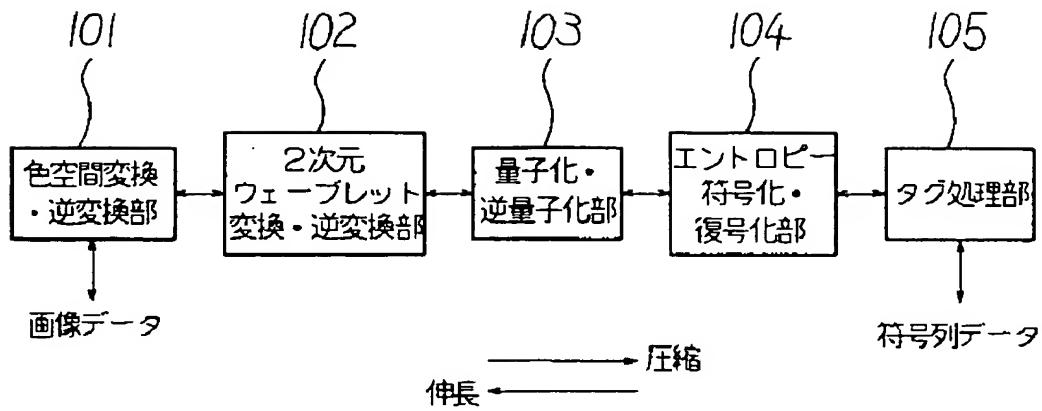 101
102
103
104
105
色空間変換
・逆変換部
2次元
ウェーブレット
変換・逆変換部
量子化・
逆量子化部
エントロピー
符号化・
復号化部
タグ処理部
画像データ
符号列データ
圧縮
伸長